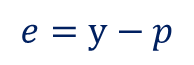 e = y − p